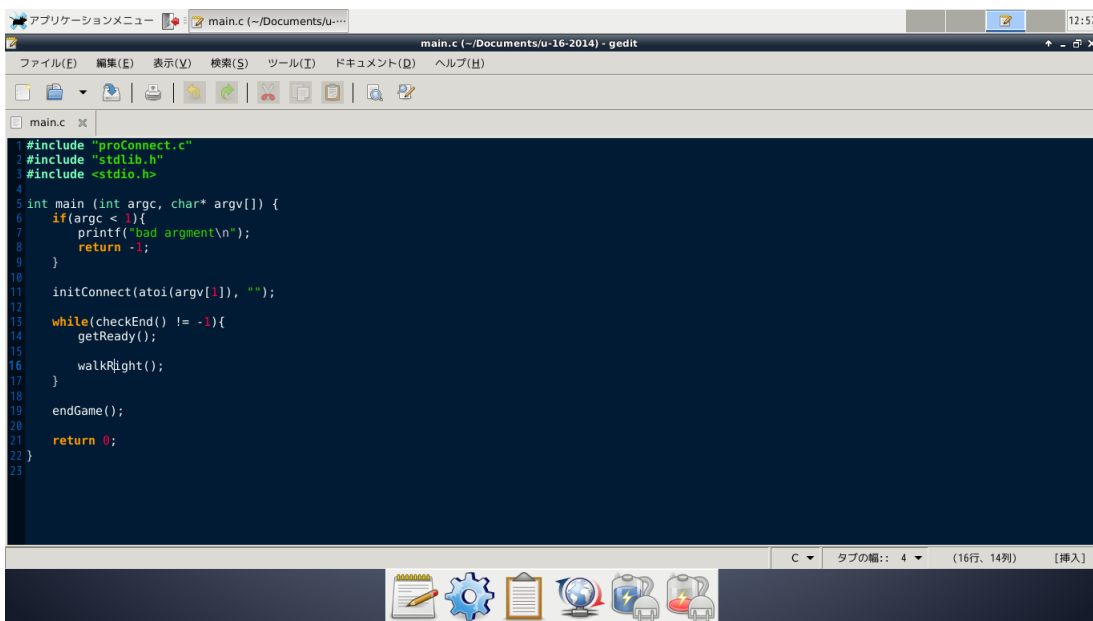 アプリケーションメニュー main.c (~/Documents/u-… 12:57
main.c (~/Documents/u-16-2014) - gedit
ファイル(F) 編集(E) 表示(V) 検索(S) ツール(T) ドキュメント(D) ヘルプ(H)
main.c
1 #include "proConnect.c"
2 #include "stdlib.h"
3 #include <stdio.h>
4
5 int main (int argc, char* argv[]) {
6 if(argc < 1){
7 printf("bad argment\n");
8 return -1;
9 }
10
11 initConnect(atoi(argv[1]), "");
12
13 while(checkEnd() != -1){
14 getReady();
15
16 walkRight();
17 }
18
19 endGame();
20
21 return 0;
22 }
23
C タブの幅:: 4 (16行、14列) [挿入]